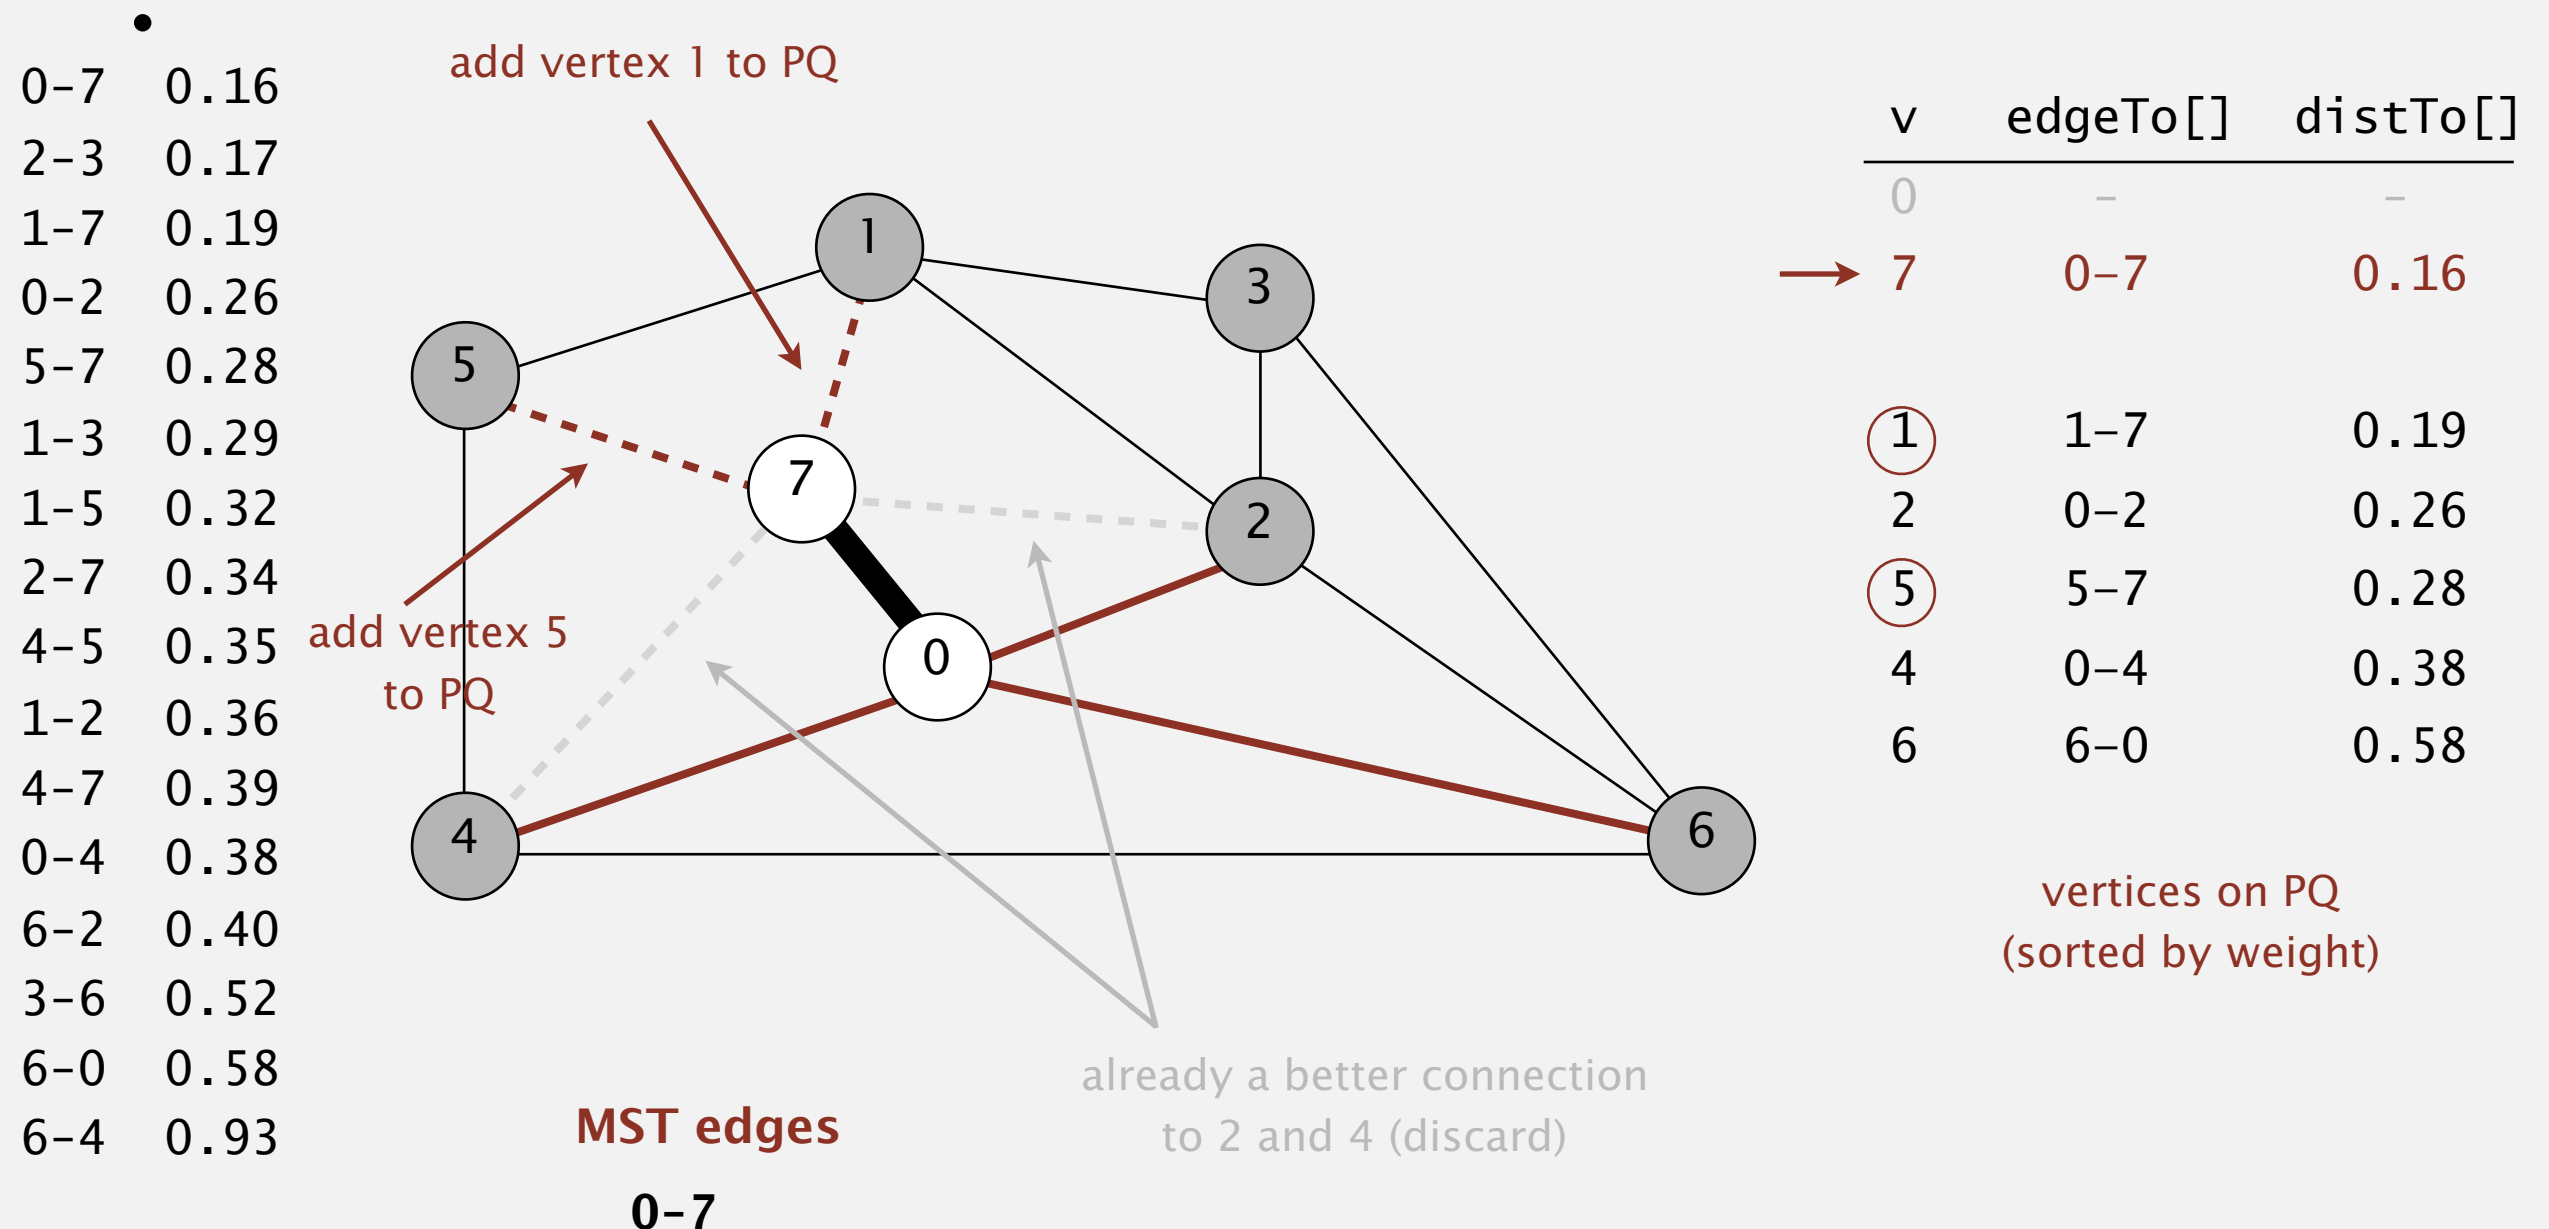 •
0-7 0.16
2-3 0.17
1-7 0.19
0-2 0.26
5-7 0.28
1-3 0.29
1-5 0.32
2-7 0.34
4-5 0.35
1-2 0.36
4-7 0.39
0-4 0.38
6-2 0.40
3-6 0.52
6-0 0.58
6-4 0.93
add vertex 1 to PQ
1
3
5
7
2
0
4
6
add vertex 5
to PQ
already a better connection
to 2 and 4 (discard)
MST edges
0-7
v edgeTo[] distTo[]
0 - -
7 0-7 0.16
1 1-7 0.19
2 0-2 0.26
5 5-7 0.28
4 0-4 0.38
6 6-0 0.58
vertices on PQ
(sorted by weight)